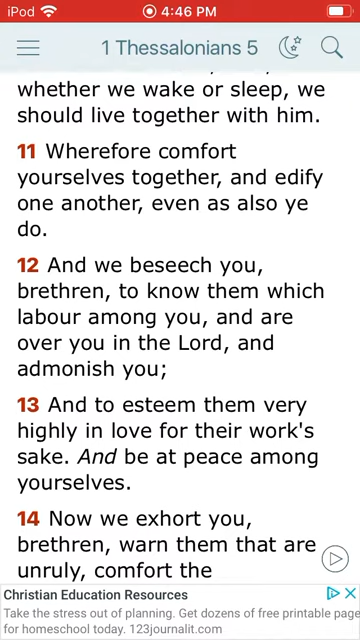 iPod 4:46 PM
1 Thessalonians 5
whether we wake or sleep, we
should live together with him.
11 Wherefore comfort
yourselves together, and edify
one another, even as also ye
do.
12 And we beseech you,
brethren, to know them which
labour among you, and are
over you in the Lord, and
admonish you;
13 And to esteem them very
highly in love for their work's
sake. And be at peace among
yourselves.
14 Now we exhort you,
brethren, warn them that are
unruly, comfort the
Christian Education Resources
Take the stress out of planning. Get dozens of free printable page
for homeschool today. 123journalit.com